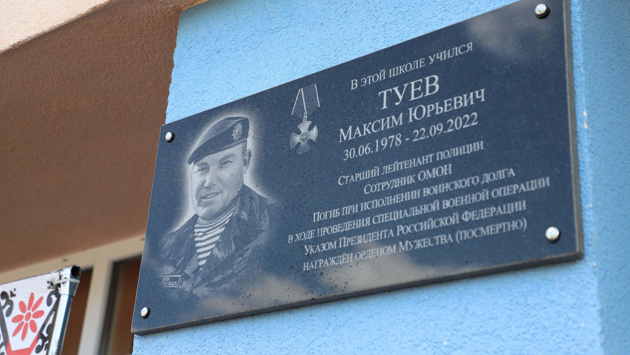 В ЭТОЙ ШКОЛЕ УЧИЛСЯ
ТУЕВ
МАКСИМ ЮРЬЕВИЧ
30.06.1978 - 22.09.2022
СТАРШИЙ ЛЕЙТЕНАНТ ПОЛИЦИИ
СОТРУДНИК ОМОН
ПОГИБ ПРИ ИСПОЛНЕНИИ ВОИНСКОГО ДОЛГА
В ХОДЕ ПРОВЕДЕНИЯ СПЕЦИАЛЬНОЙ ВОЕННОЙ ОПЕРАЦИИ
УКАЗОМ ПРЕЗИДЕНТА РОССИЙСКОЙ ФЕДЕРАЦИИ
НАГРАЖДЁН ОРДЕНОМ МУЖЕСТВА (ПОСМЕРТНО)